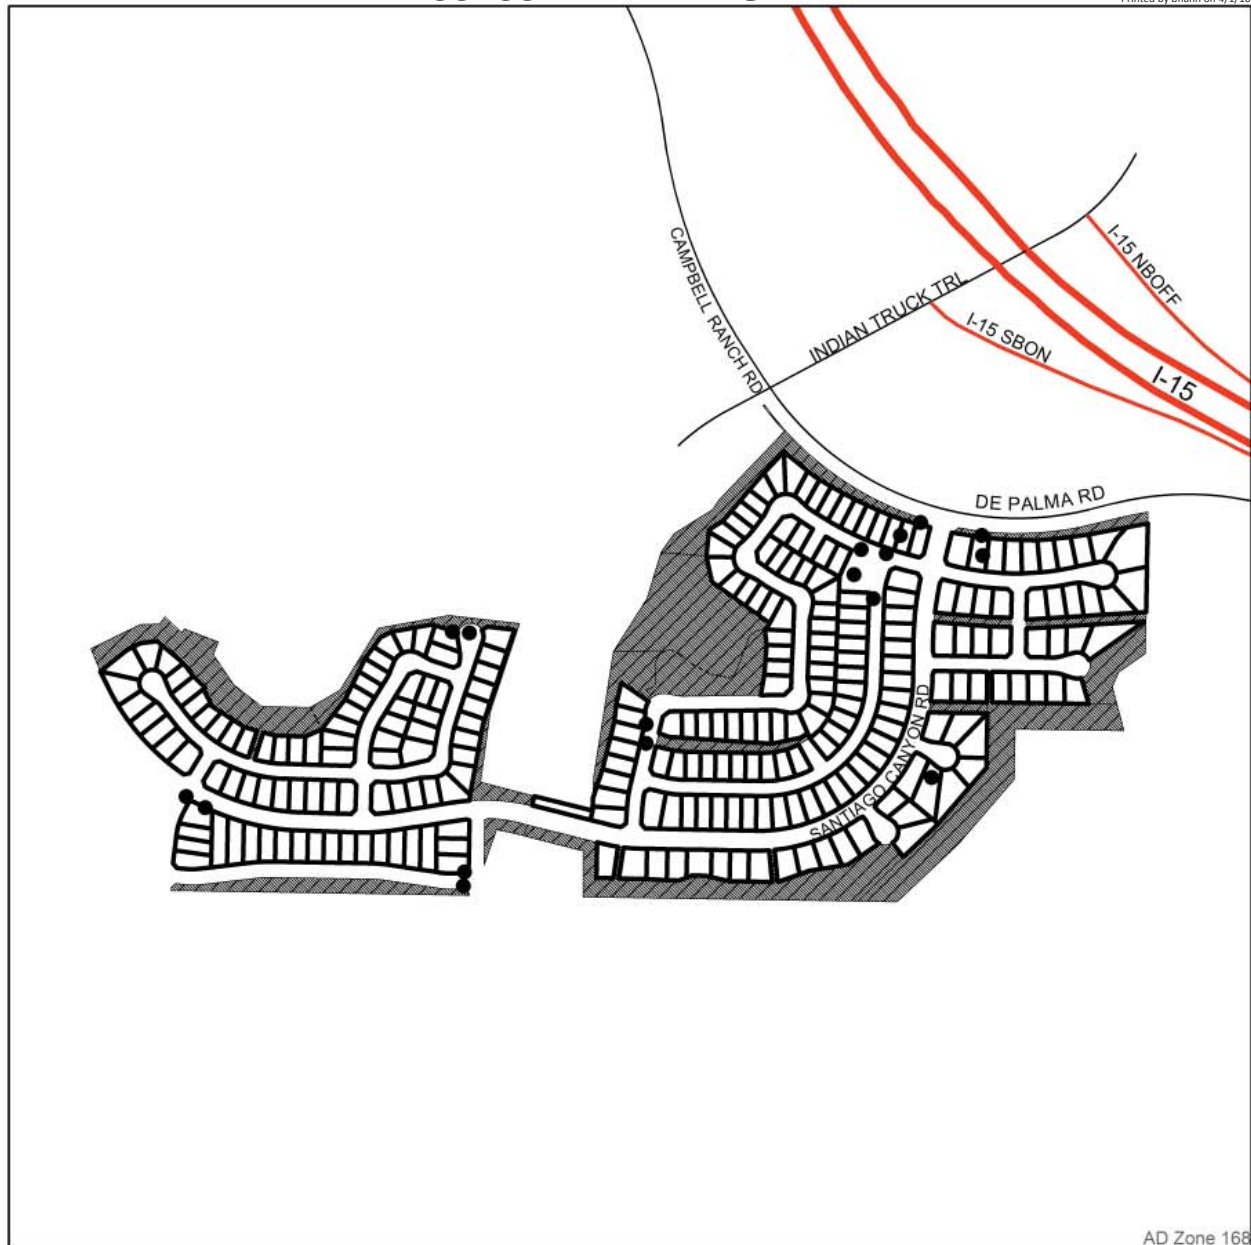 CAMPBELL RANCH RD
INDIAN TRUCK TRL
I-15 NBOFF
I-15 SBON
I-15
DE PALMA RD
SANTIAGO CANYON RD
AD Zone 168